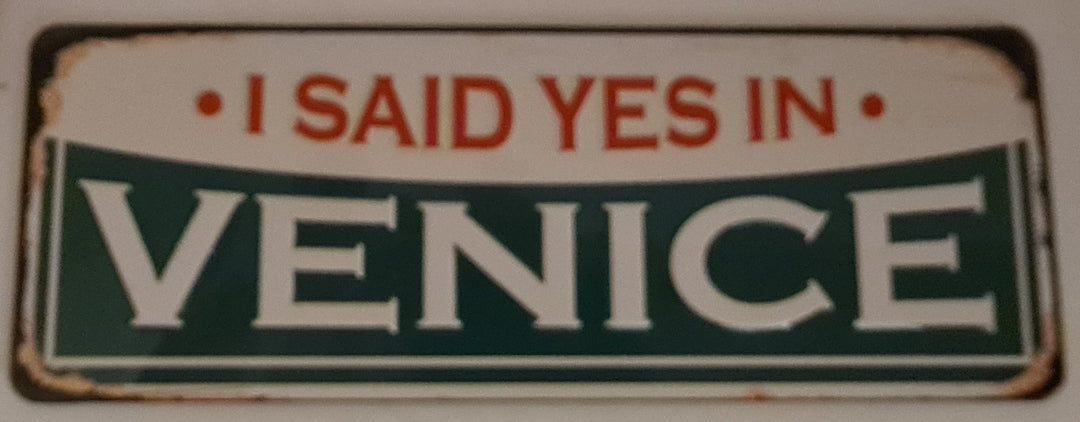 • I SAID YES IN •
VENICE